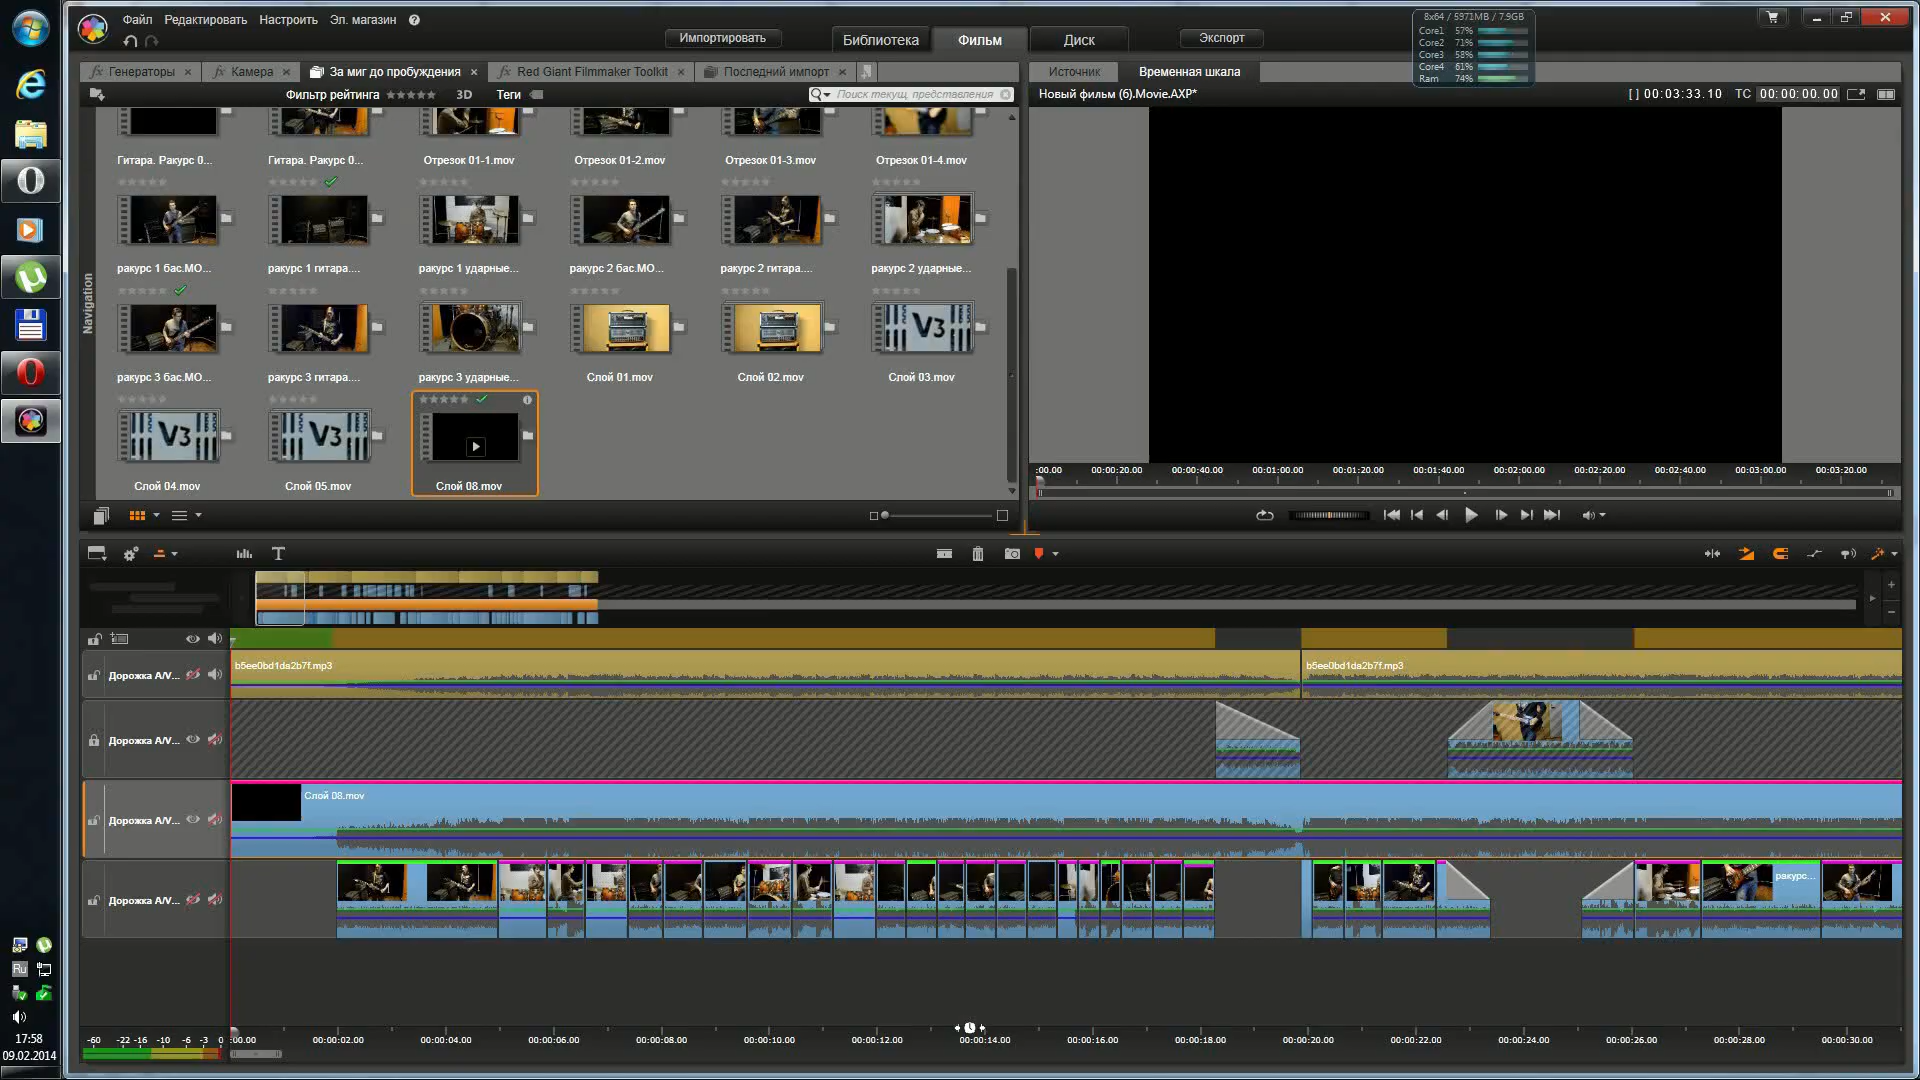 Файл Редактировать Настроить Эл. магазин ?
Импортировать
Библиотека
Фильм
Диск
Экспорт
8x64 / 5971MB / 7.9GB
Core1 57%
Core2 71%
Core3 58%
Core4 61%
Ram 74%
fx Генераторы ×
fx Камера ×
За миг до пробуждения ×
fx Red Giant Filmmaker Toolkit ×
Последний импорт ×
Источник
Временная шкала
Фильтр рейтинга
3D
Теги
Поиск текущ. представления
Новый фильм (6).Movie.AXP*
[ ] 00:03:33.10
TC 00:00:00.00
Navigation
Гитара. Ракурс 0...
Гитара. Ракурс 0...
Отрезок 01-1.mov
Отрезок 01-2.mov
Отрезок 01-3.mov
Отрезок 01-4.mov
ракурс 1 бас.MO...
ракурс 1 гитара....
ракурс 1 ударные...
ракурс 2 бас.MO...
ракурс 2 гитара....
ракурс 2 ударные...
V3
ракурс 3 бас.MO...
ракурс 3 гитара....
ракурс 3 ударные...
Слой 01.mov
Слой 02.mov
Слой 03.mov
V3
V3
Слой 04.mov
Слой 05.mov
Слой 08.mov
:00.00 00:00:20.00 00:00:40.00 00:01:00.00 00:01:20.00 00:01:40.00 00:02:00.00 00:02:20.00 00:02:40.00 00:03:00.00 00:03:20.00
T
Дорожка A/V...
b5ee0bd1da2b7f.mp3
b5ee0bd1da2b7f.mp3
Дорожка A/V...
Дорожка A/V...
Слой 08.mov
Дорожка A/V...
ракурс...
-60 -22 -16 -10 -6 -3 0
:00.00 00:00:02.00 00:00:04.00 00:00:06.00 00:00:08.00 00:00:10.00 00:00:12.00 00:00:14.00 00:00:16.00 00:00:18.00 00:00:20.00 00:00:22.00 00:00:24.00 00:00:26.00 00:00:28.00 00:00:30.00
Ru
17:58
09.02.2014